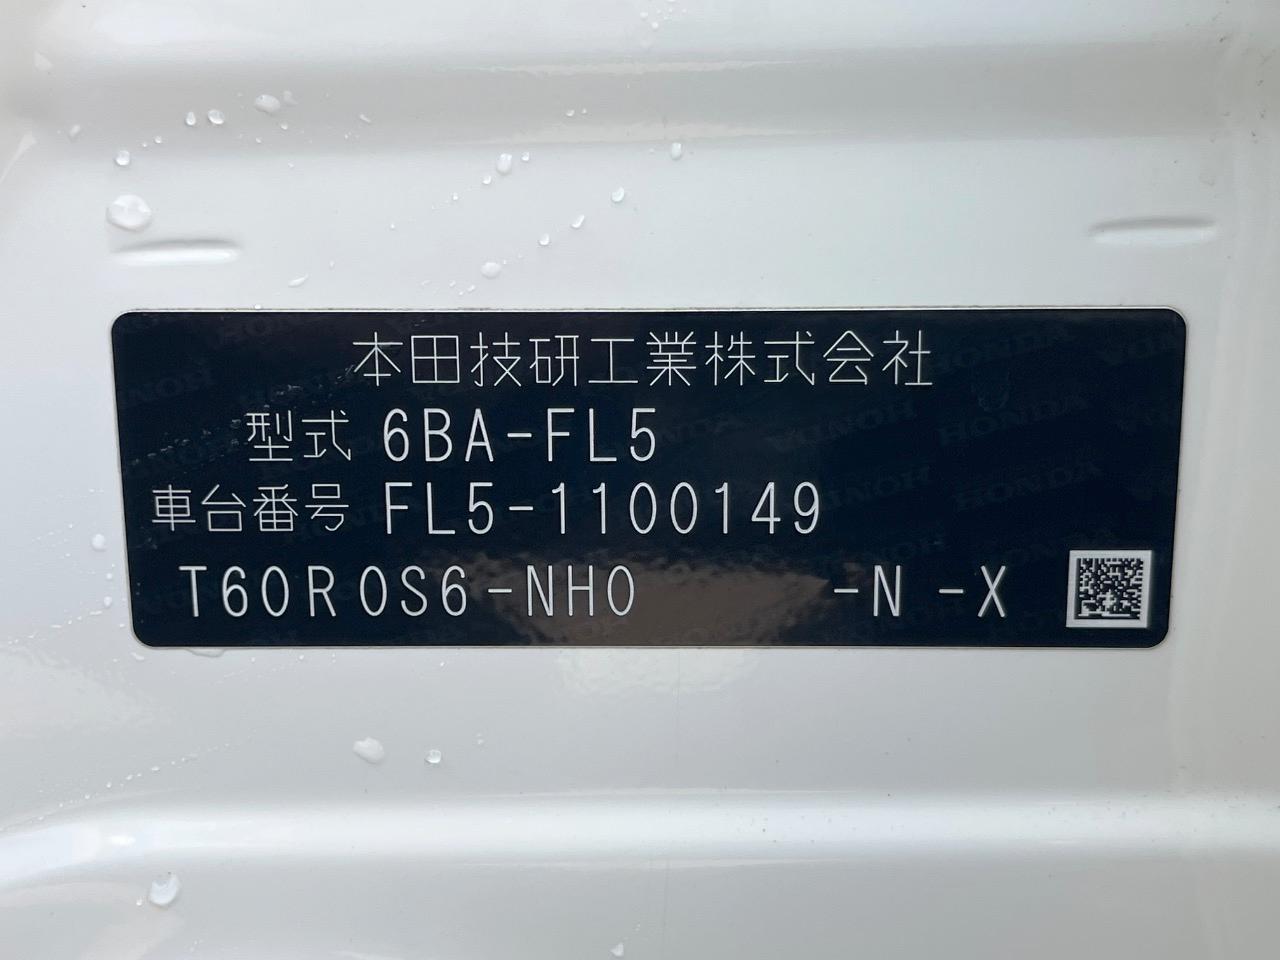 本田技研工業株式会社
型式 6BA-FL5
車台番号 FL5-1100149
T60R0S6-NH0 -N -X